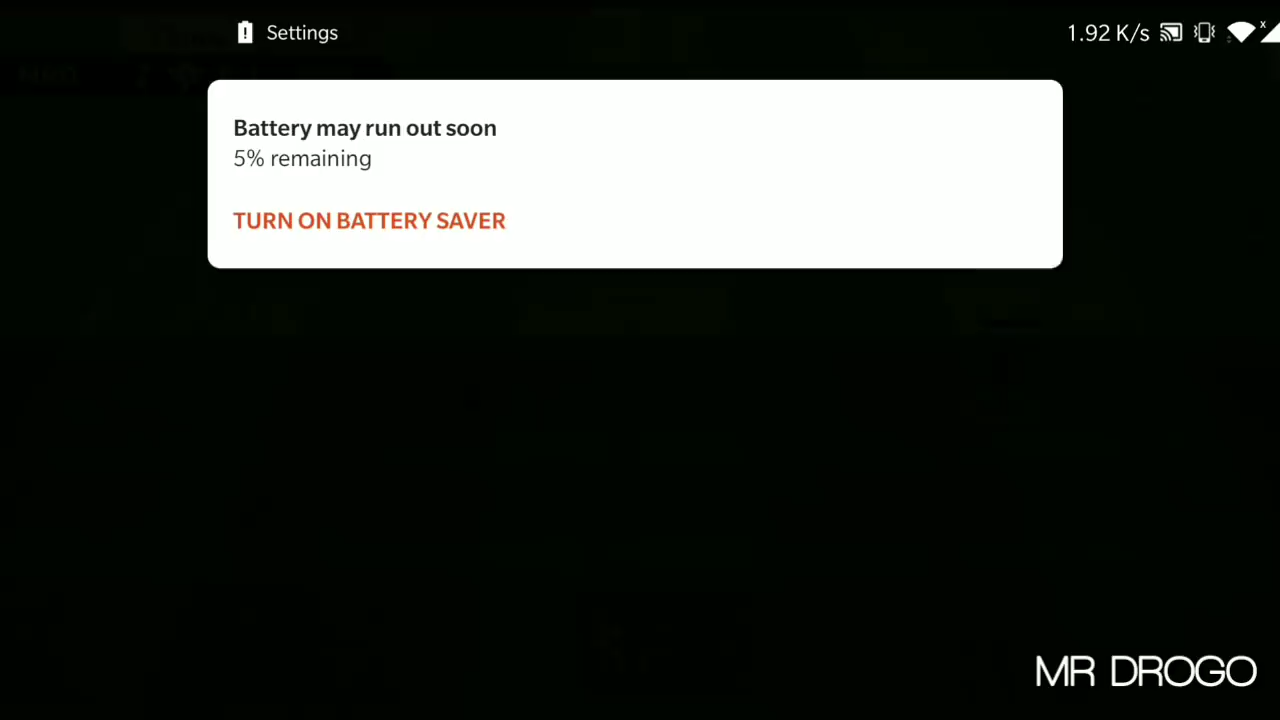 Settings
1.92 K/s
Battery may run out soon
5% remaining
TURN ON BATTERY SAVER
MR DROGO